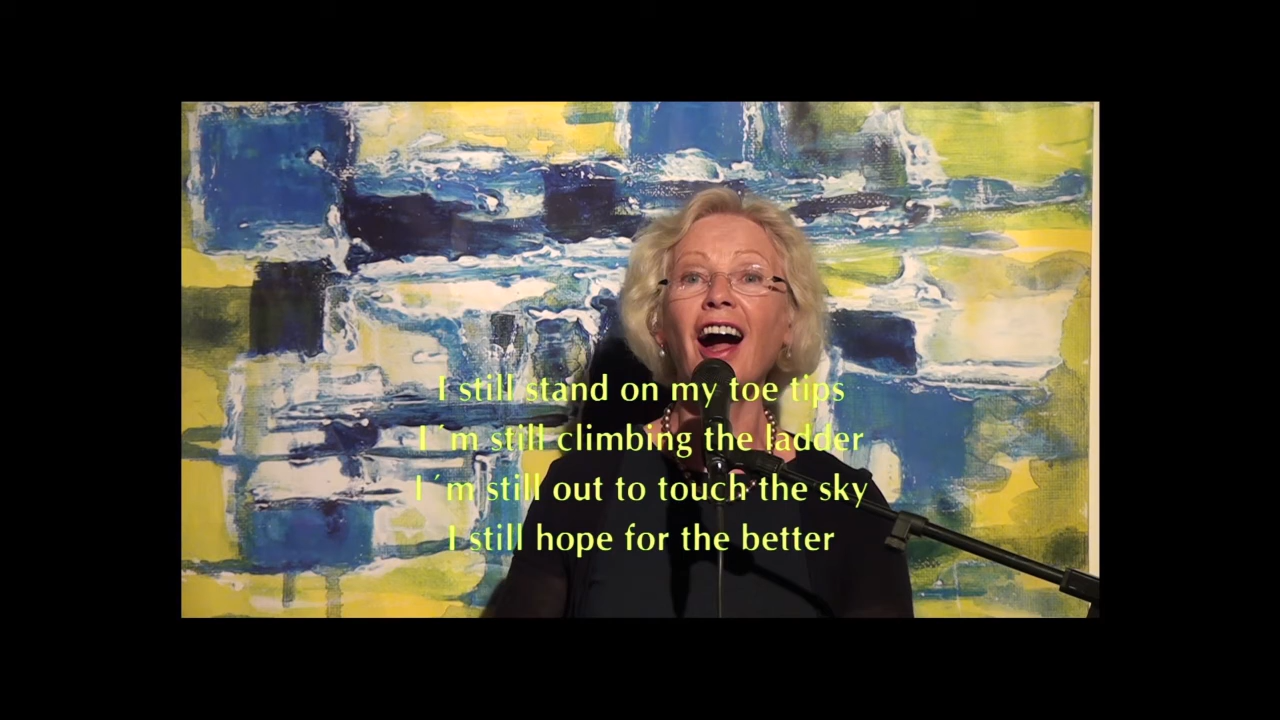 I still stand on my toe tips
I ´m still climbing the ladder
I ´m still out to touch the sky
I still hope for the better